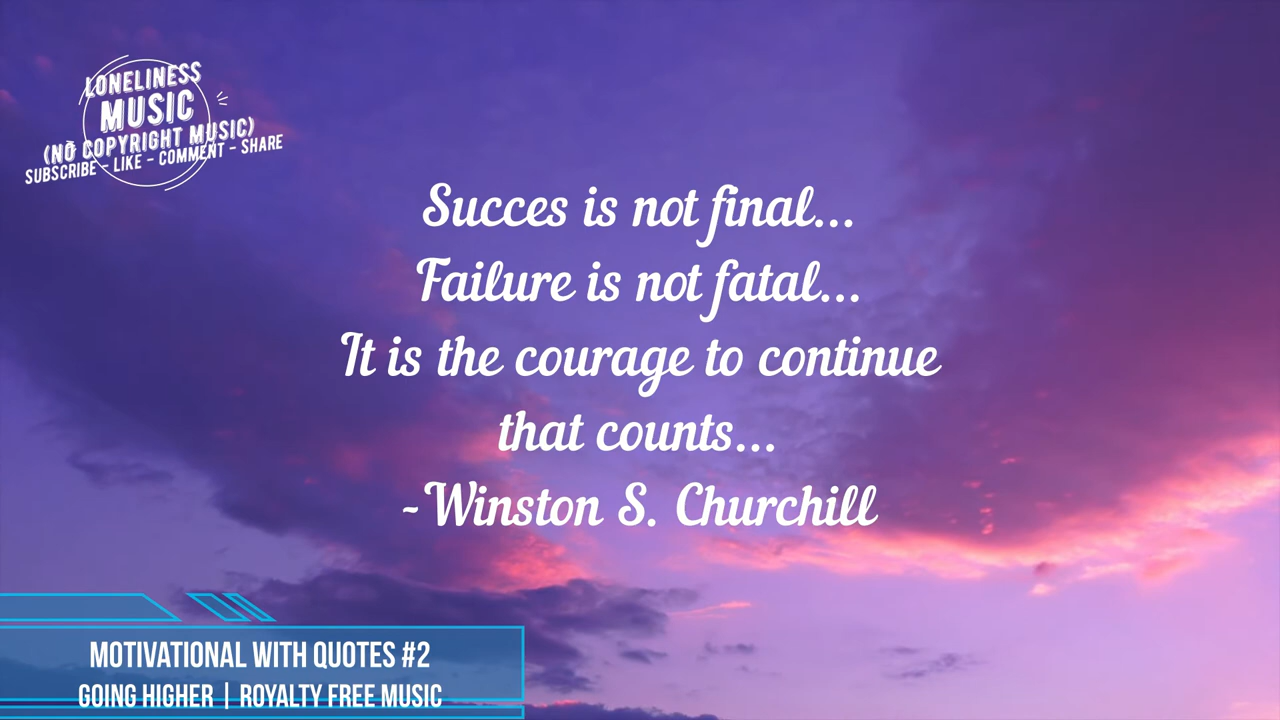 LONELINESS
MUSIC
(NO COPYRIGHT MUSIC)
SUBSCRIBE - LIKE - COMMENT - SHARE
Succes is not final...
Failure is not fatal...
It is the courage to continue
that counts...
-Winston S. Churchill
MOTIVATIONAL WITH QUOTES #2
GOING HIGHER | ROYALTY FREE MUSIC